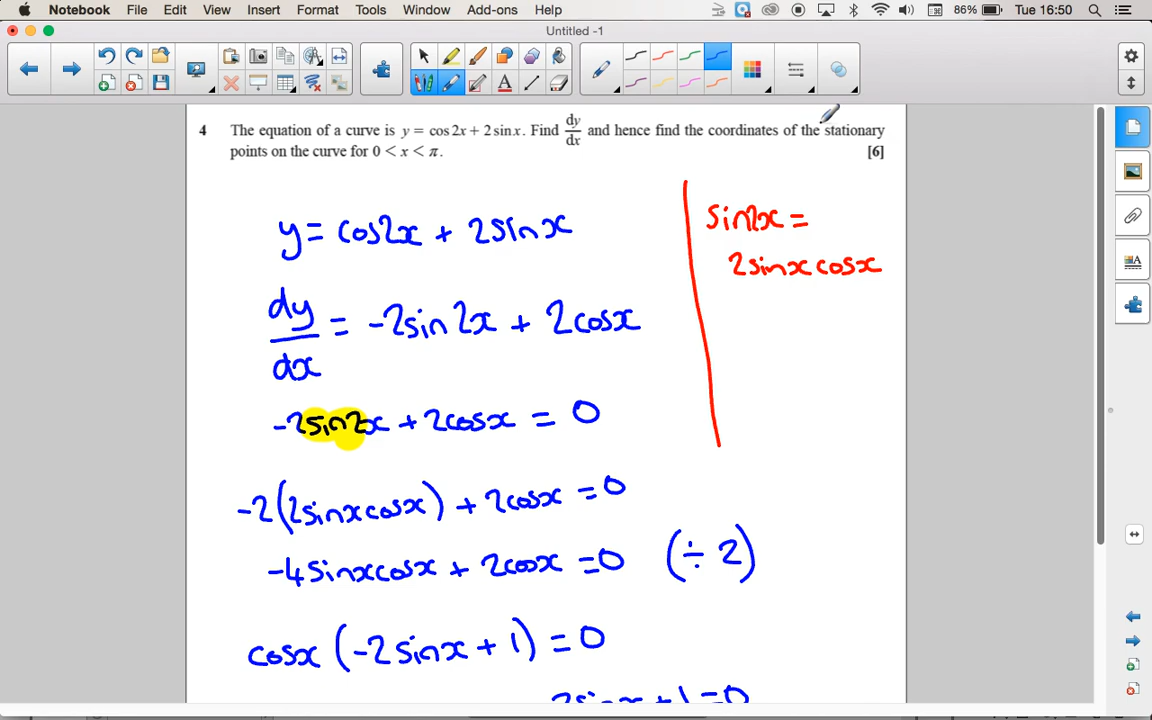 Notebook File Edit View Insert Format Tools Window Add-ons Help 86% Tue 16:50
Untitled -1
4 The equation of a curve is y = cos 2x + 2 sin x. Find dy/dx and hence find the coordinates of the stationary
points on the curve for 0 < x < π. [6]
y = cos2x + 2sinx
sin2x =
2sinxcosx
dy/dx = -2sin2x + 2cosx
-2sin2x + 2cosx = 0
-2(2sinxcosx) + 2cosx = 0
-4sinxcosx + 2cosx = 0 (÷ 2)
cosx (-2sinx + 1) = 0
2sinx + 1 = 0